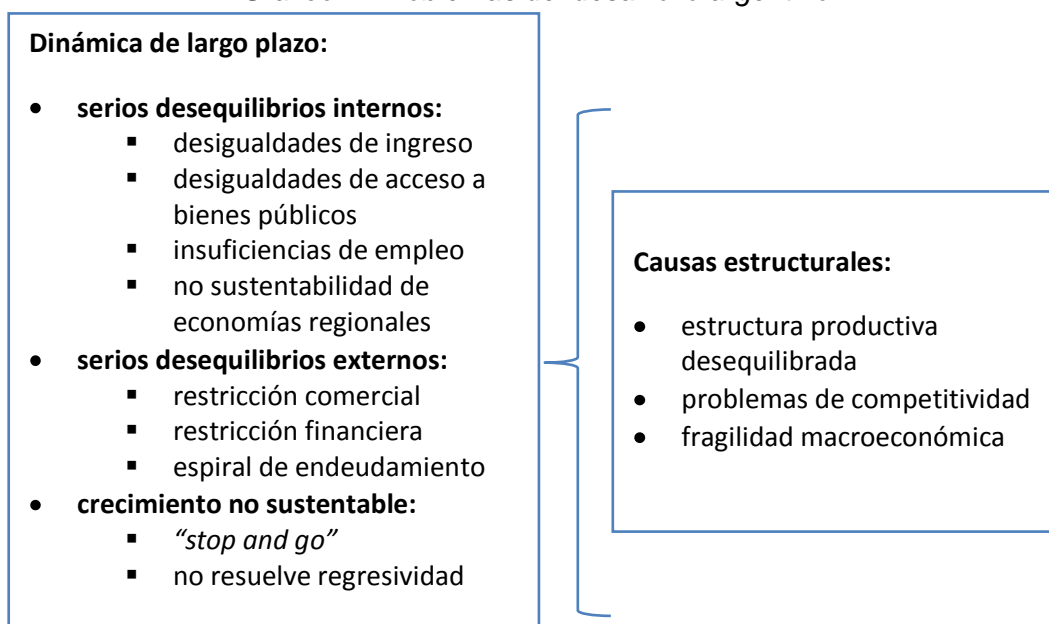 Dinámica de largo plazo:
• serios desequilibrios internos:
▪ desigualdades de ingreso
▪ desigualdades de acceso a
bienes públicos
▪ insuficiencias de empleo
▪ no sustentabilidad de
economías regionales
• serios desequilibrios externos:
▪ restricción comercial
▪ restricción financiera
▪ espiral de endeudamiento
• crecimiento no sustentable:
▪ “stop and go”
▪ no resuelve regresividad
Causas estructurales:
• estructura productiva
desequilibrada
• problemas de competitividad
• fragilidad macroeconómica